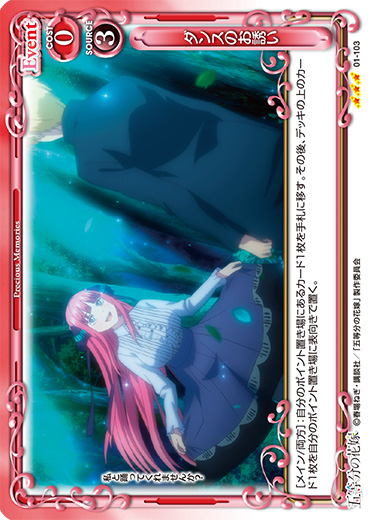 Event
COST
0
SOURCE
3
ダンスのお誘い
Precious Memories
私と踊ってくれませんか?
[メイン/両方]:自分のポイント置き場にあるカード1枚を手札に移す。その後、デッキの上のカー
ド1枚を自分のポイント置き場に表向きで置く。
五等分の花嫁
©春場ねぎ・講談社/「五等分の花嫁」製作委員会
01-103